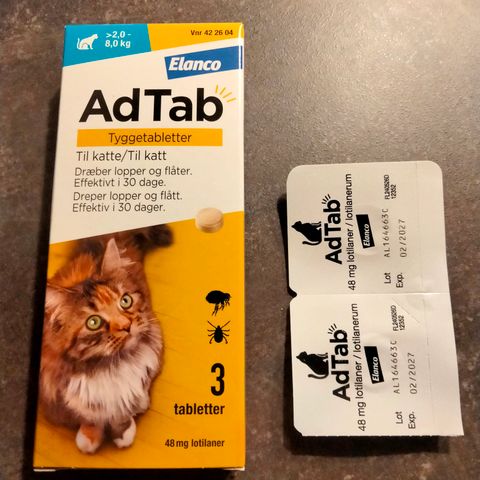 >2,0 -
8,0 kg
Vnr 42 26 04
Elanco
AdTab
Tyggetabletter
Til katte/Til katt
Dræber lopper og flåter.
Effektivt i 30 dage.
Dreper lopper og flått.
Effektiv i 30 dager.
3
tabletter
48 mg lotilaner
AdTab
Elanco
48 mg lotilaner / lotilanerum
Lot AL164663C
Exp. 02/2027
12352
AdTab
Elanco
48 mg lotilaner / lotilanerum
Lot AL164663C
Exp. 02/2027
12352